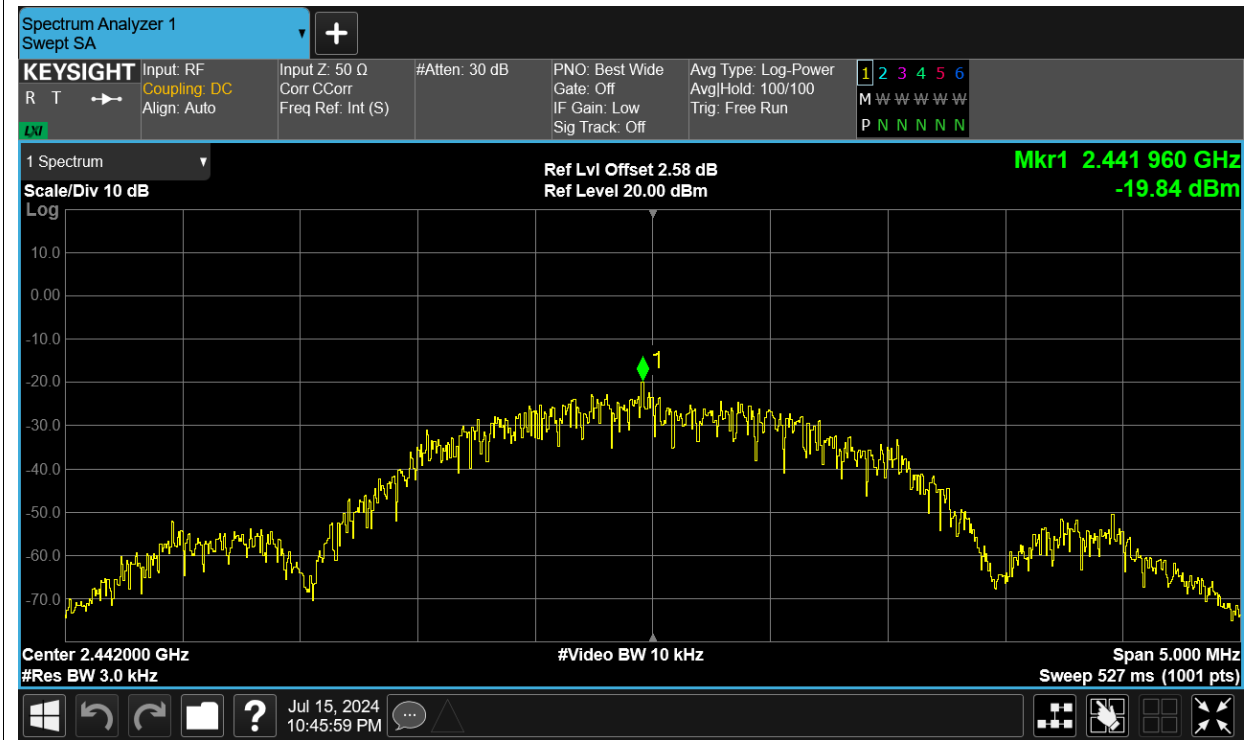 Spectrum Analyzer 1
Swept SA
KEYSIGHT
R T
LXI
Input: RF
Coupling: DC
Align: Auto
Input Z: 50 Ω
Corr CCorr
Freq Ref: Int (S)
#Atten: 30 dB
PNO: Best Wide
Gate: Off
IF Gain: Low
Sig Track: Off
Avg Type: Log-Power
Avg|Hold: 100/100
Trig: Free Run
1 2 3 4 5 6
M W W W W W
P N N N N N
1 Spectrum
Scale/Div 10 dB
Log
Ref Lvl Offset 2.58 dB
Ref Level 20.00 dBm
Mkr1 2.441 960 GHz
-19.84 dBm
10.0
0.00
-10.0
1
-20.0
-30.0
-40.0
-50.0
-60.0
-70.0
Center 2.442000 GHz
#Res BW 3.0 kHz
#Video BW 10 kHz
Span 5.000 MHz
Sweep 527 ms (1001 pts)
?
Jul 15, 2024
10:45:59 PM